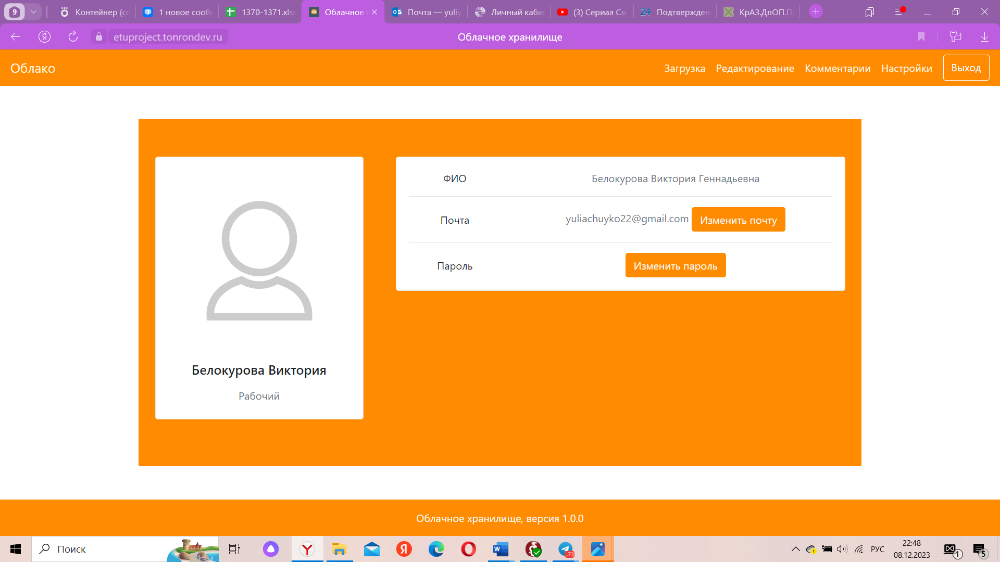 9
Контейнер (се
1 новое сооб
1370-1371.xlsx
Облачное х
Почта — yuliy
Личный каби
(3) Сериал Св
24 Подтвержден
КрАЗ.ДпОП.П
etuproject.tonrondev.ru
Облачное хранилище
Облако
Загрузка Редактирование Комментарии Настройки Выход
Белокурова Виктория
Рабочий
ФИО Белокурова Виктория Геннадьевна
Почта yuliachuyko22@gmail.com Изменить почту
Пароль Изменить пароль
Облачное хранилище, версия 1.0.0
Поиск
..73
РУС
22:48
08.12.2023
1
5